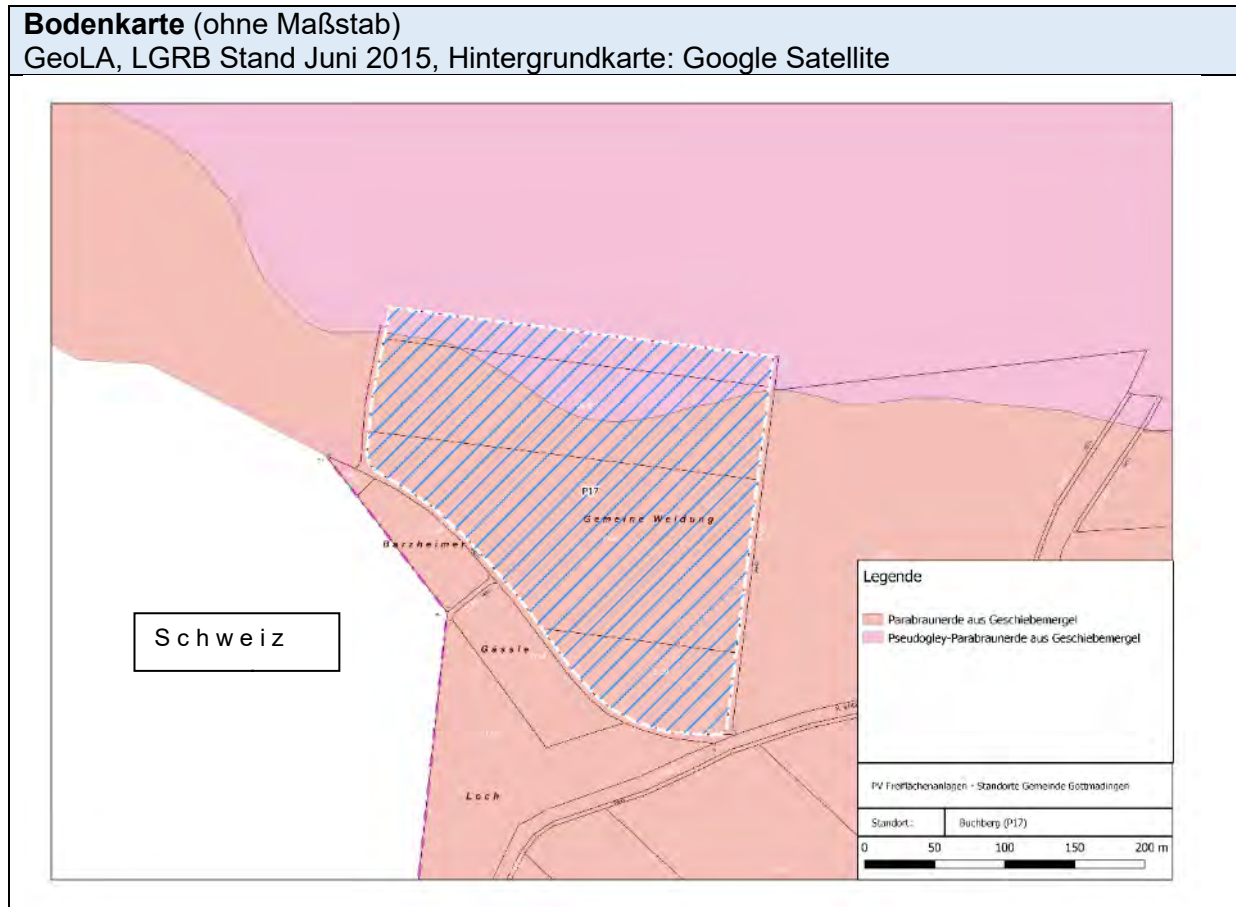 Bodenkarte (ohne Maßstab)
GeoLA, LGRB Stand Juni 2015, Hintergrundkarte: Google Satellite
P17
Gemeine Weidung
Barzheimer
Schweiz
Gässle
Loch
Legende
Parabraunerde aus Geschiebemergel
Pseudogley-Parabraunerde aus Geschiebemergel
PV Freiflächenanlagen - Standorte Gemeinde Gottmadingen
Standort: Buchberg (P17)
0 50 100 150 200 m